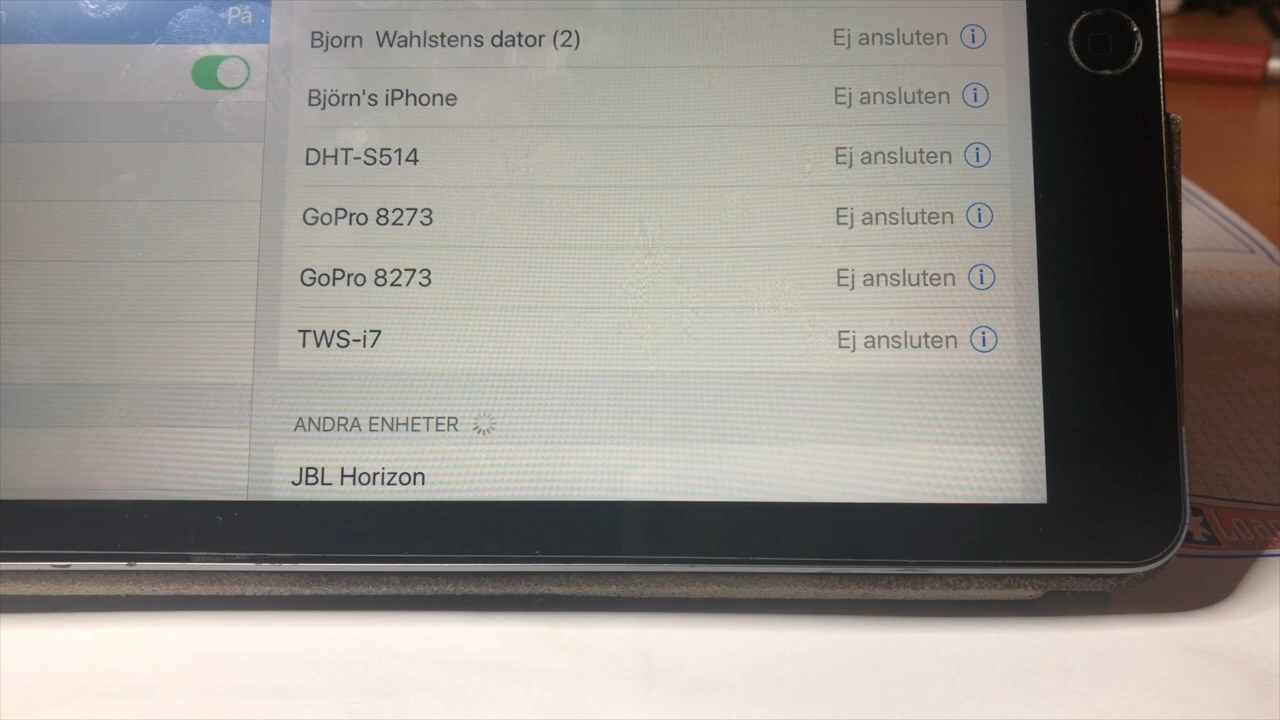 På
Bjorn Wahlstens dator (2) Ej ansluten
Björn's iPhone Ej ansluten
DHT-S514 Ej ansluten
GoPro 8273 Ej ansluten
GoPro 8273 Ej ansluten
TWS-i7 Ej ansluten
ANDRA ENHETER
JBL Horizon